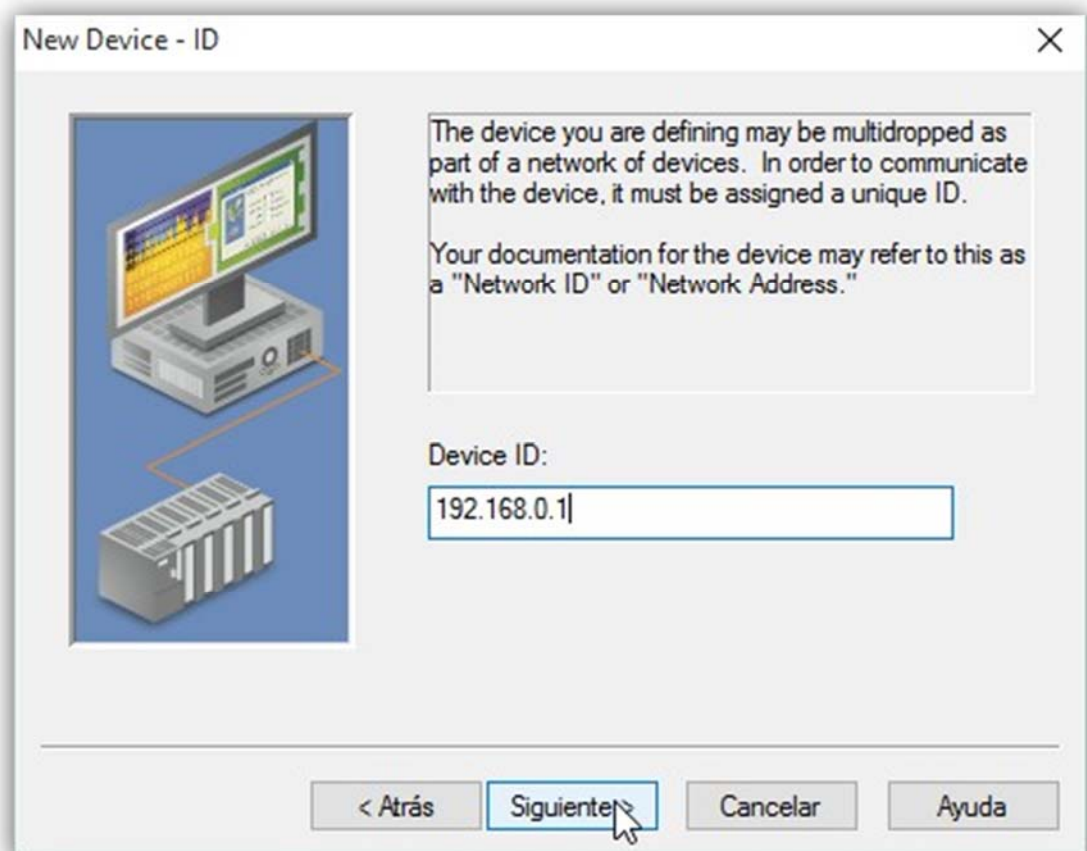 New Device - ID
The device you are defining may be multidropped as
part of a network of devices.  In order to communicate
with the device, it must be assigned a unique ID.
Your documentation for the device may refer to this as
a "Network ID" or "Network Address."
Device ID:
192.168.0.1
< Atrás Siguiente > Cancelar Ayuda